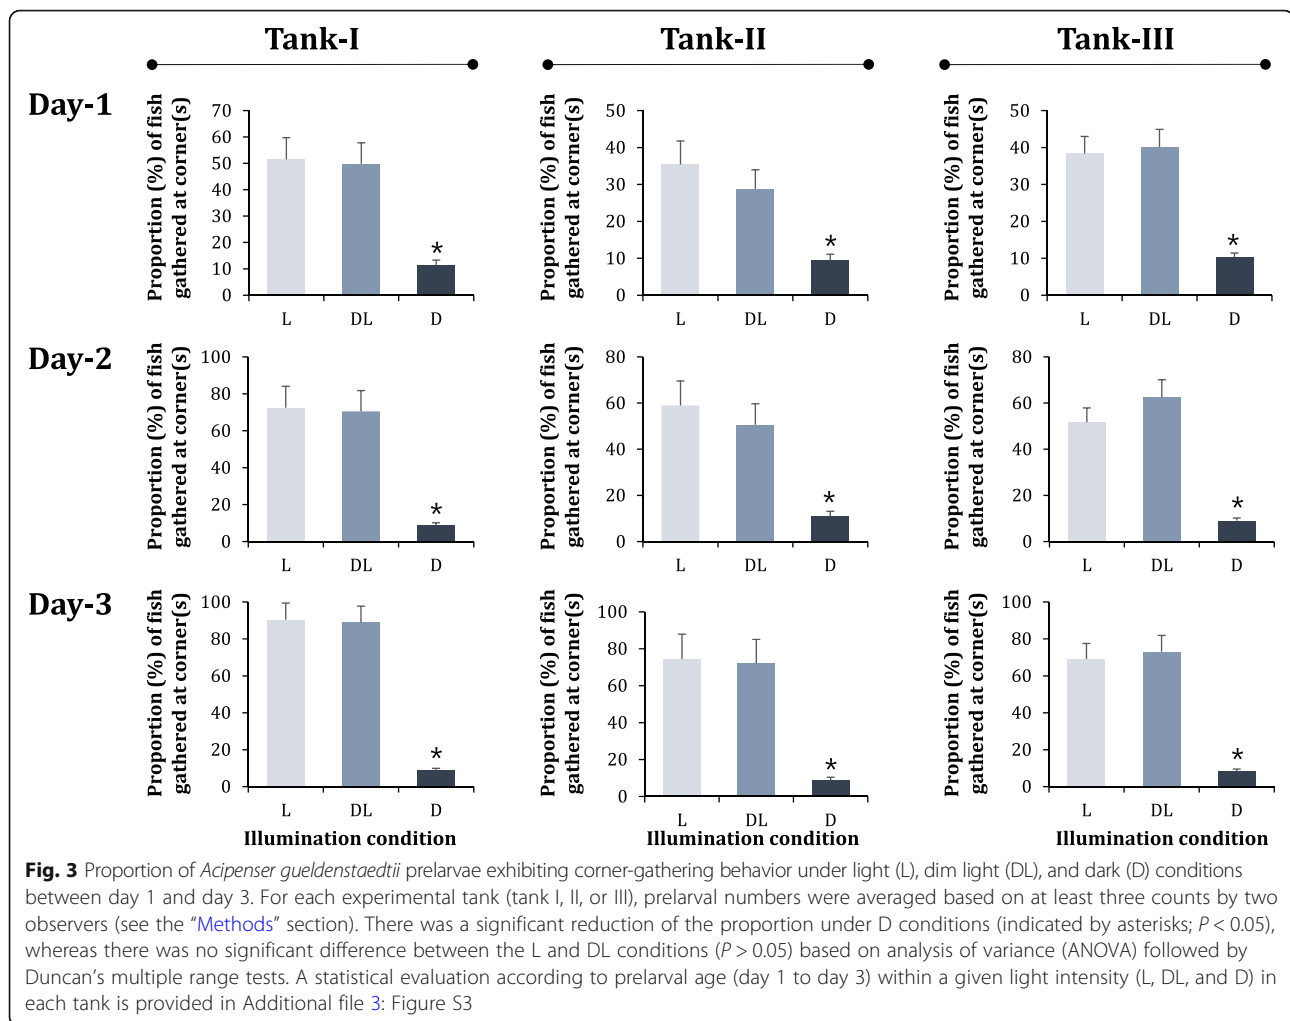 Tank-I Tank-II Tank-III
Day-1
Proportion (%) of fish
gathered at corner(s)
70
60
50
40
30
20
10
0
*
L DL D
Proportion (%) of fish
gathered at corner(s)
50
40
30
20
10
0
*
L DL D
Proportion (%) of fish
gathered at corner(s)
50
40
30
20
10
0
*
L DL D
Day-2
Proportion (%) of fish
gathered at corner(s)
100
80
60
40
20
0
*
L DL D
Proportion (%) of fish
gathered at corner(s)
80
60
40
20
0
*
L DL D
Proportion (%) of fish
gathered at corner(s)
80
60
40
20
0
*
L DL D
Day-3
Proportion (%) of fish
gathered at corner(s)
100
80
60
40
20
0
*
L DL D
Illumination condition
Proportion (%) of fish
gathered at corner(s)
100
80
60
40
20
0
*
L DL D
Illumination condition
Proportion (%) of fish
gathered at corner(s)
100
80
60
40
20
0
*
L DL D
Illumination condition
Fig. 3 Proportion of Acipenser gueldenstaedtii prelarvae exhibiting corner-gathering behavior under light (L), dim light (DL), and dark (D) conditions
between day 1 and day 3. For each experimental tank (tank I, II, or III), prelarval numbers were averaged based on at least three counts by two
observers (see the “Methods” section). There was a significant reduction of the proportion under D conditions (indicated by asterisks; P < 0.05),
whereas there was no significant difference between the L and DL conditions (P > 0.05) based on analysis of variance (ANOVA) followed by
Duncan’s multiple range tests. A statistical evaluation according to prelarval age (day 1 to day 3) within a given light intensity (L, DL, and D) in
each tank is provided in Additional file 3: Figure S3